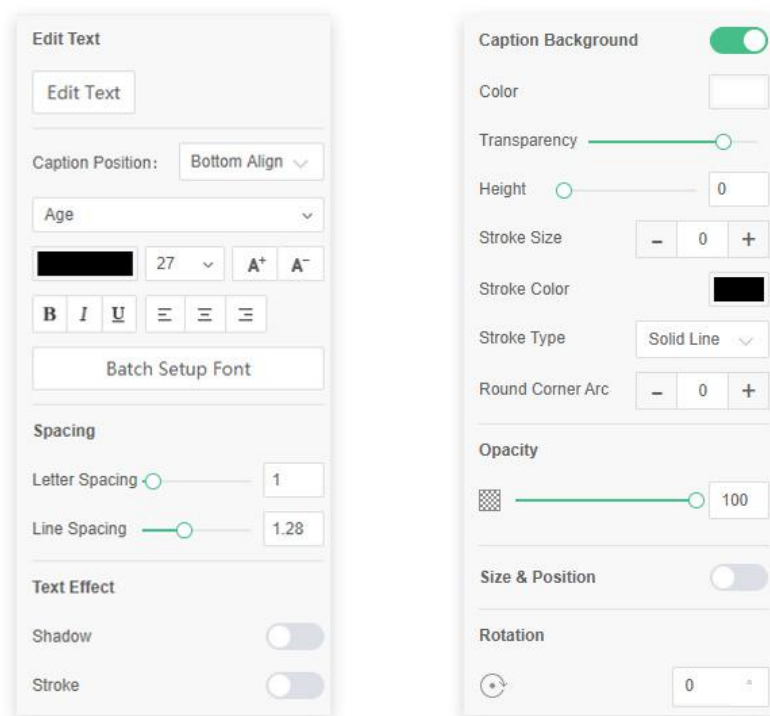 Edit Text
Edit Text
Caption Position:
Bottom Align
Age
27
A+ A-
B I U
Batch Setup Font
Spacing
Letter Spacing 1
Line Spacing 1.28
Text Effect
Shadow
Stroke
Caption Background
Color
Transparency
Height 0
Stroke Size - 0 +
Stroke Color
Stroke Type Solid Line
Round Corner Arc - 0 +
Opacity
100
Size & Position
Rotation
0 °